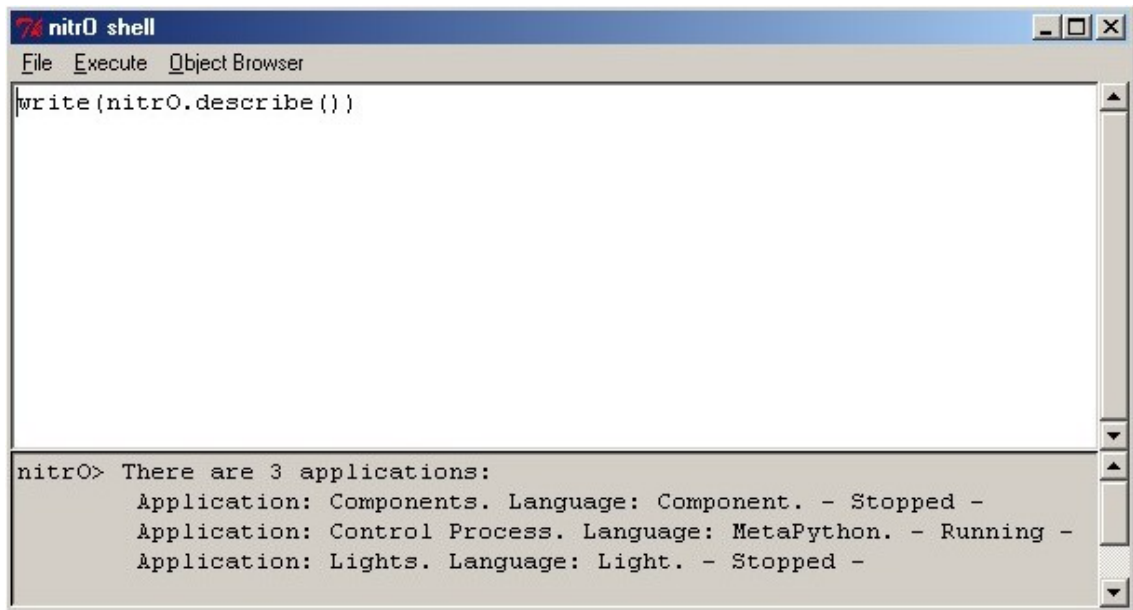 nitrO shell
File Execute Object Browser
write(nitrO.describe())
nitrO> There are 3 applications:
Application: Components. Language: Component. - Stopped -
Application: Control Process. Language: MetaPython. - Running -
Application: Lights. Language: Light. - Stopped -